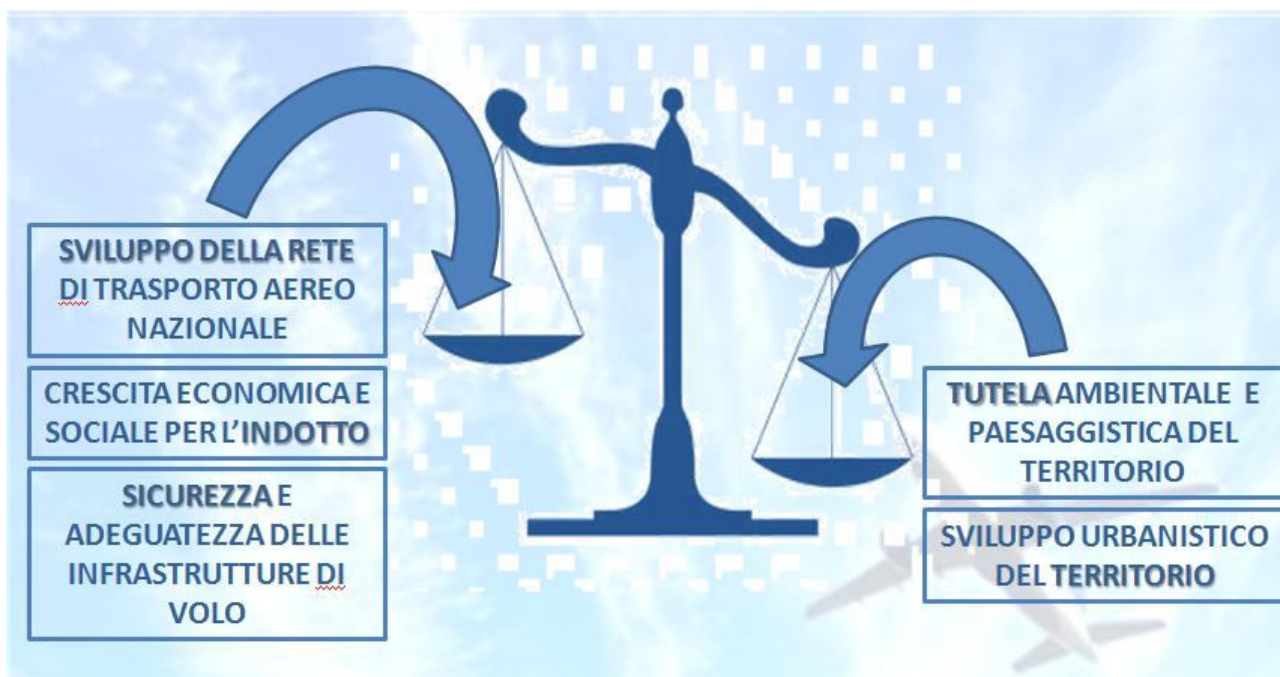 SVILUPPO DELLA RETE
DI TRASPORTO AEREO
NAZIONALE
CRESCITA ECONOMICA E
SOCIALE PER L’INDOTTO
SICUREZZA E
ADEGUATEZZA DELLE
INFRASTRUTTURE DI
VOLO
TUTELA AMBIENTALE E
PAESAGGISTICA DEL
TERRITORIO
SVILUPPO URBANISTICO
DEL TERRITORIO